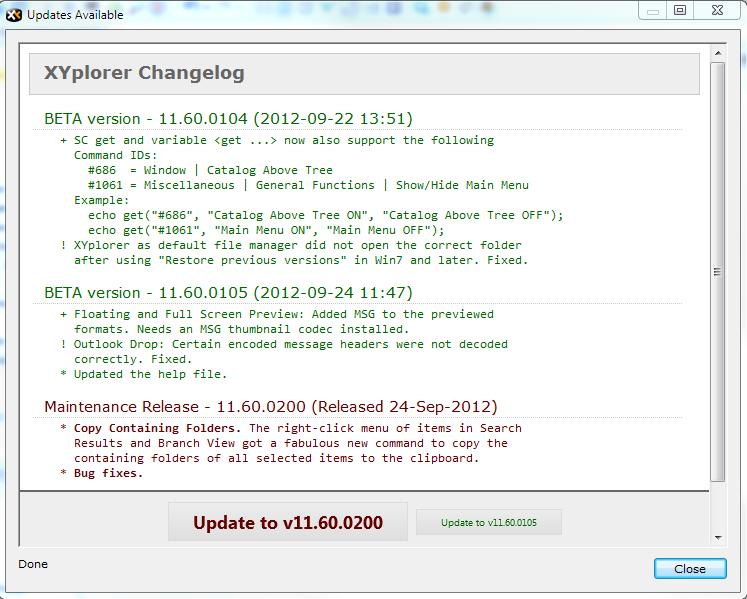 Updates Available
XYplorer Changelog
BETA version - 11.60.0104 (2012-09-22 13:51)
+ SC get and variable <get ...> now also support the following
Command IDs:
#686  = Window | Catalog Above Tree
#1061 = Miscellaneous | General Functions | Show/Hide Main Menu
Example:
echo get("#686", "Catalog Above Tree ON", "Catalog Above Tree OFF");
echo get("#1061", "Main Menu ON", "Main Menu OFF");
! XYplorer as default file manager did not open the correct folder
after using "Restore previous versions" in Win7 and later. Fixed.
BETA version - 11.60.0105 (2012-09-24 11:47)
+ Floating and Full Screen Preview: Added MSG to the previewed
formats. Needs an MSG thumbnail codec installed.
! Outlook Drop: Certain encoded message headers were not decoded
correctly. Fixed.
* Updated the help file.
Maintenance Release - 11.60.0200 (Released 24-Sep-2012)
* Copy Containing Folders. The right-click menu of items in Search
Results and Branch View got a fabulous new command to copy the
containing folders of all selected items to the clipboard.
* Bug fixes.
Update to v11.60.0200
Update to v11.60.0105
Done
Close